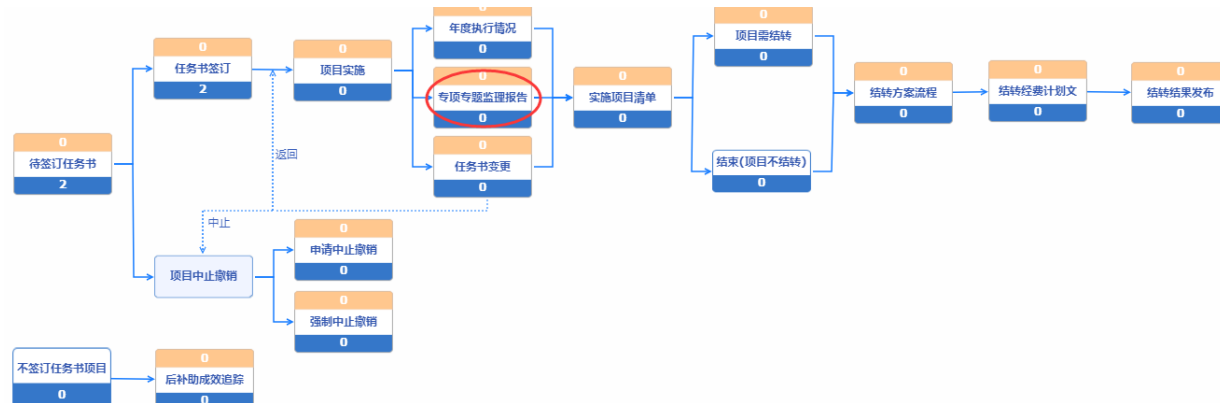 0
年度执行情况
0
0
项目需结转
0
0
任务书签订
2
0
项目实施
0
0
专项专题监理报告
0
0
实施项目清单
0
0
结转方案流程
0
0
结转经费计划文
0
0
结转结果发布
0
0
待签订任务书
2
返回
0
任务书变更
0
结束(项目不结转)
0
中止
项目中止撤销
0
申请中止撤销
0
0
强制中止撤销
0
不签订任务书项目
0
0
后补助成效追踪
0